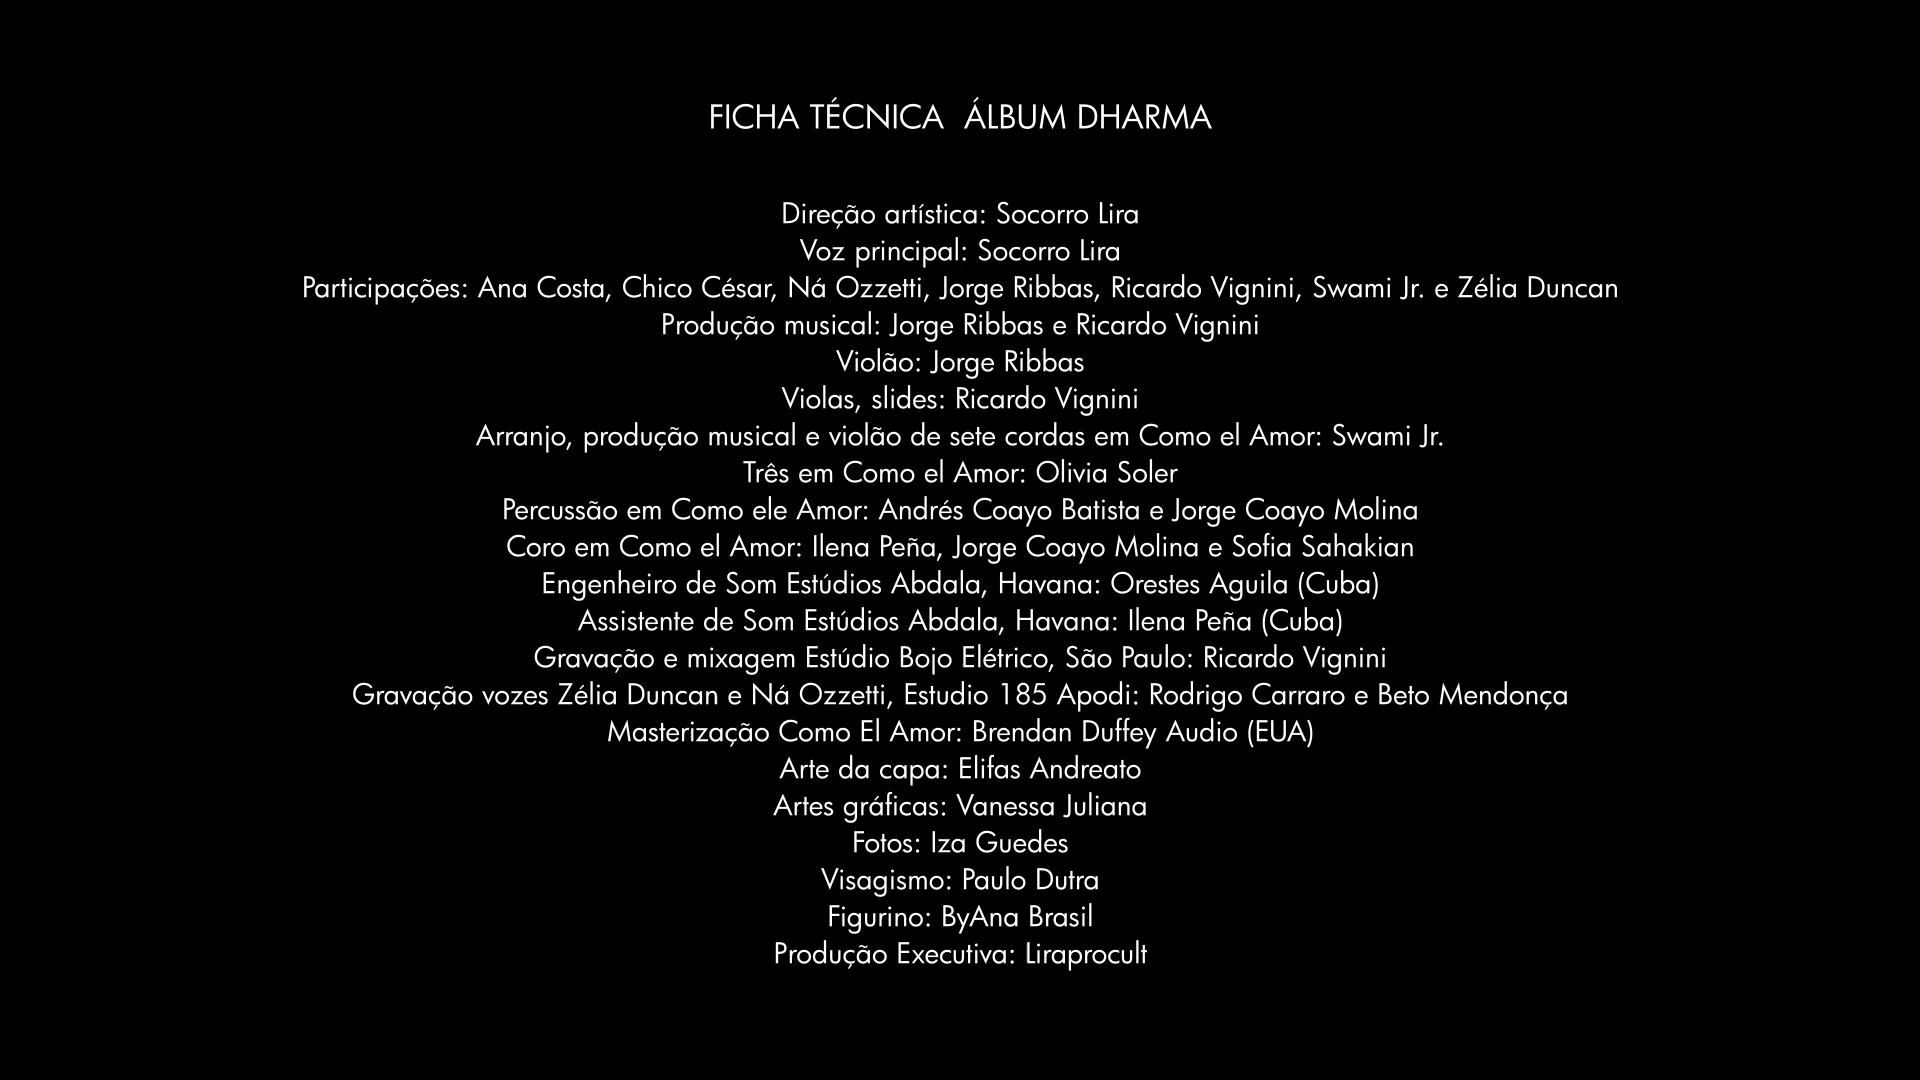 FICHA TÉCNICA  ÁLBUM DHARMA
Direção artística: Socorro Lira
Voz principal: Socorro Lira
Participações: Ana Costa, Chico César, Ná Ozzetti, Jorge Ribbas, Ricardo Vignini, Swami Jr. e Zélia Duncan
Produção musical: Jorge Ribbas e Ricardo Vignini
Violão: Jorge Ribbas
Violas, slides: Ricardo Vignini
Arranjo, produção musical e violão de sete cordas em Como el Amor: Swami Jr.
Três em Como el Amor: Olivia Soler
Percussão em Como ele Amor: Andrés Coayo Batista e Jorge Coayo Molina
Coro em Como el Amor: Ilena Peña, Jorge Coayo Molina e Sofia Sahakian
Engenheiro de Som Estúdios Abdala, Havana: Orestes Aguila (Cuba)
Assistente de Som Estúdios Abdala, Havana: Ilena Peña (Cuba)
Gravação e mixagem Estúdio Bojo Elétrico, São Paulo: Ricardo Vignini
Gravação vozes Zélia Duncan e Ná Ozzetti, Estudio 185 Apodi: Rodrigo Carraro e Beto Mendonça
Masterização Como El Amor: Brendan Duffey Audio (EUA)
Arte da capa: Elifas Andreato
Artes gráficas: Vanessa Juliana
Fotos: Iza Guedes
Visagismo: Paulo Dutra
Figurino: ByAna Brasil
Produção Executiva: Liraprocult